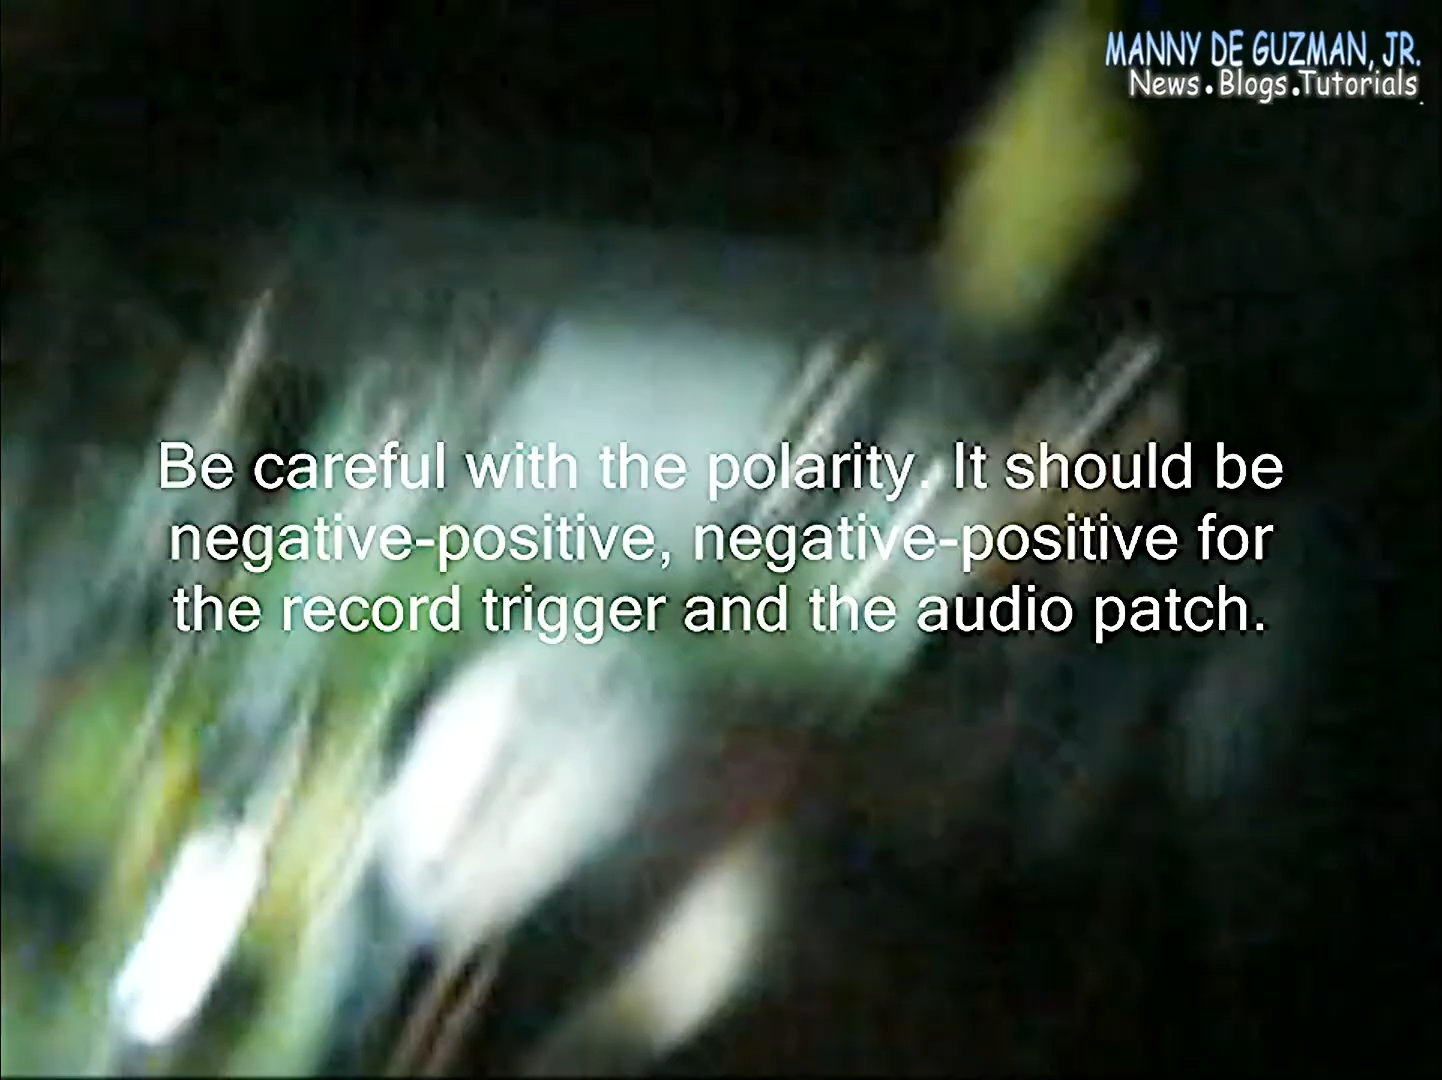 MANNY DE GUZMAN, JR.
News.Blogs.Tutorials.
Be careful with the polarity. It should be
negative-positive, negative-positive for
the record trigger and the audio patch.